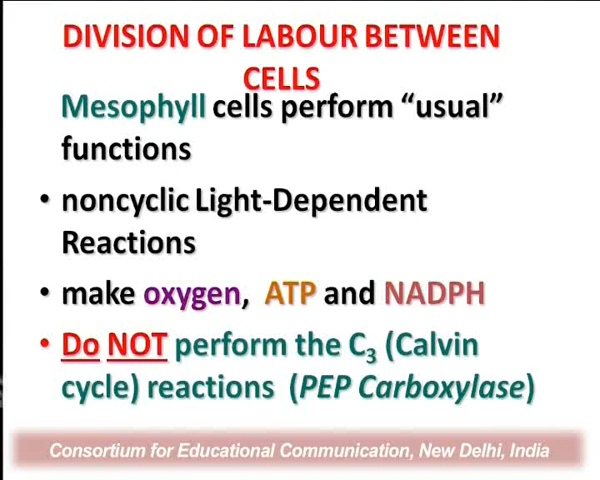 DIVISION OF LABOUR BETWEEN
CELLS
Mesophyll cells perform “usual”
functions
• noncyclic Light-Dependent
Reactions
• make oxygen, ATP and NADPH
• Do NOT perform the C₃ (Calvin
cycle) reactions (PEP Carboxylase)
Consortium for Educational Communication, New Delhi, India